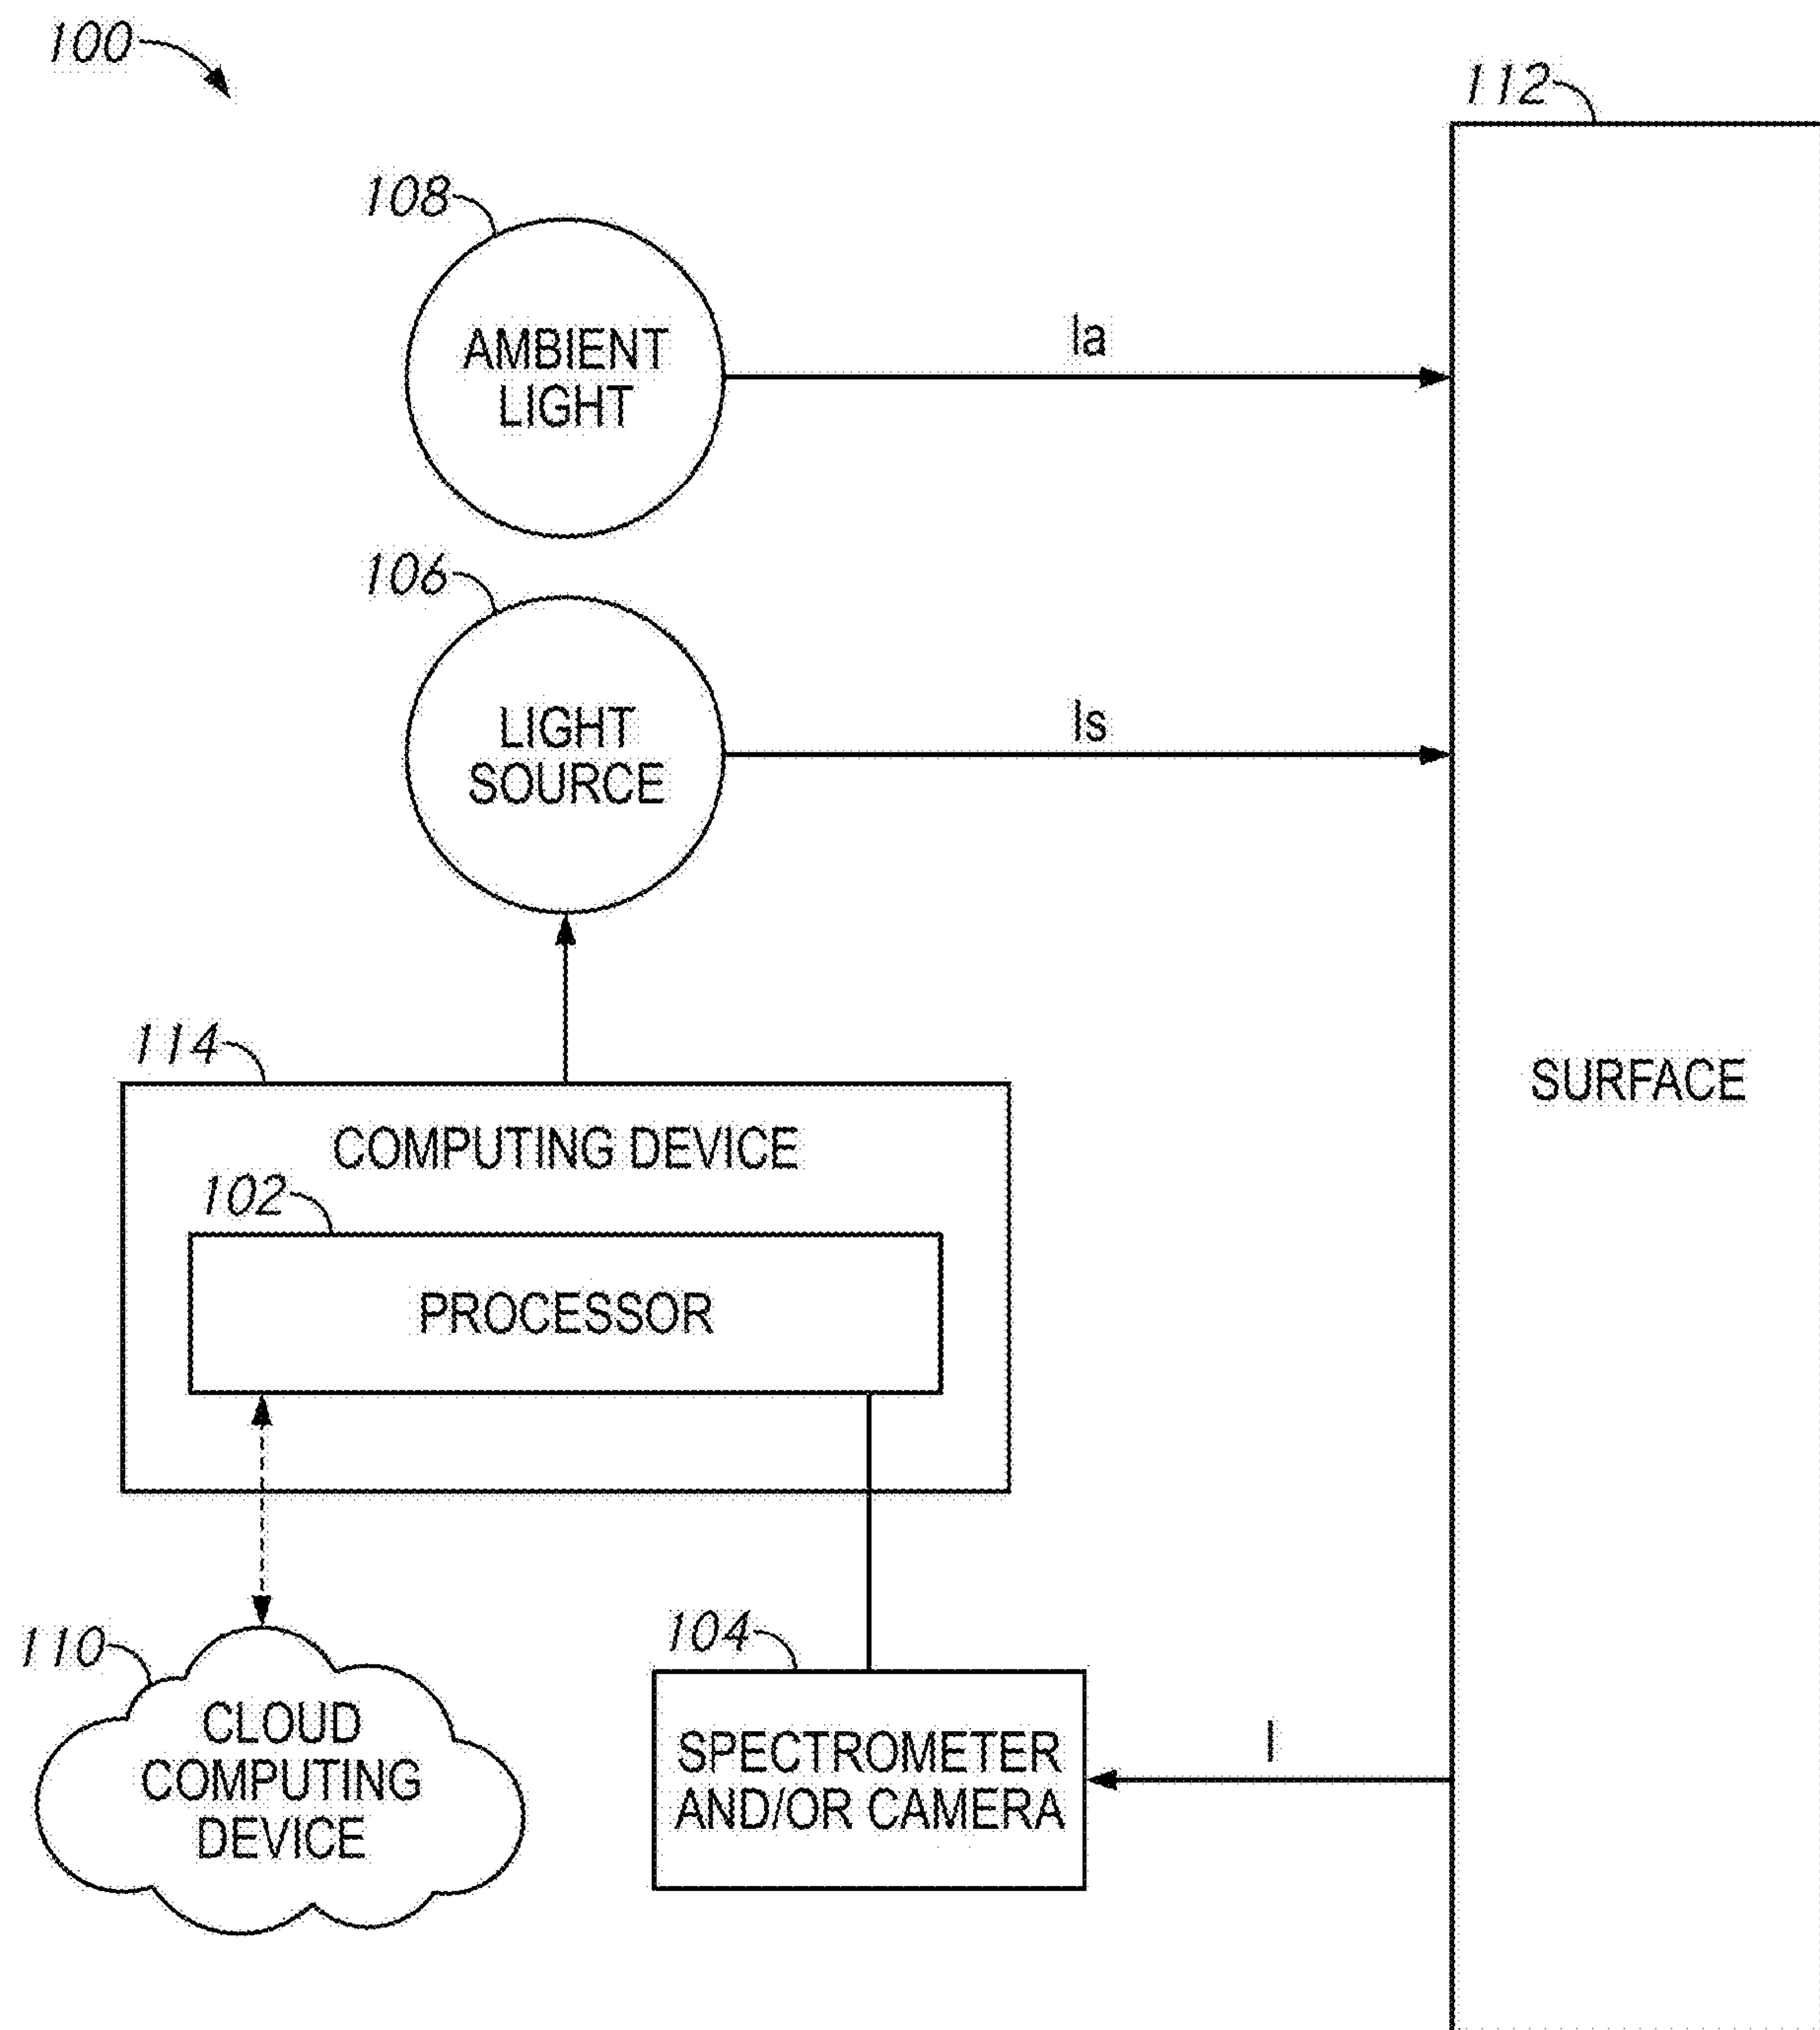 100
112
108
AMBIENT
LIGHT
Ia
106
LIGHT
SOURCE
Is
114
COMPUTING DEVICE
102
PROCESSOR
SURFACE
110
CLOUD
COMPUTING
DEVICE
104
SPECTROMETER
AND/OR CAMERA
I